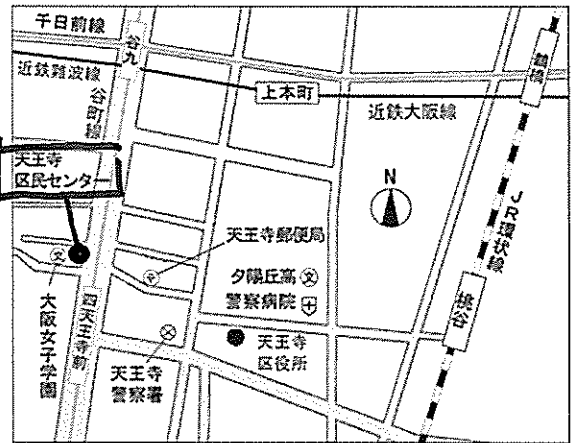 千日前線
谷九
鶴橋
近鉄難波線
上本町
谷町線
近鉄大阪線
天王寺
区民センター
N
JR環状線
天王寺郵便局
文
〒
夕陽丘高 文
警察病院
桃谷
大阪女子学園
四天王寺前
天王寺
警察署
天王寺
区役所